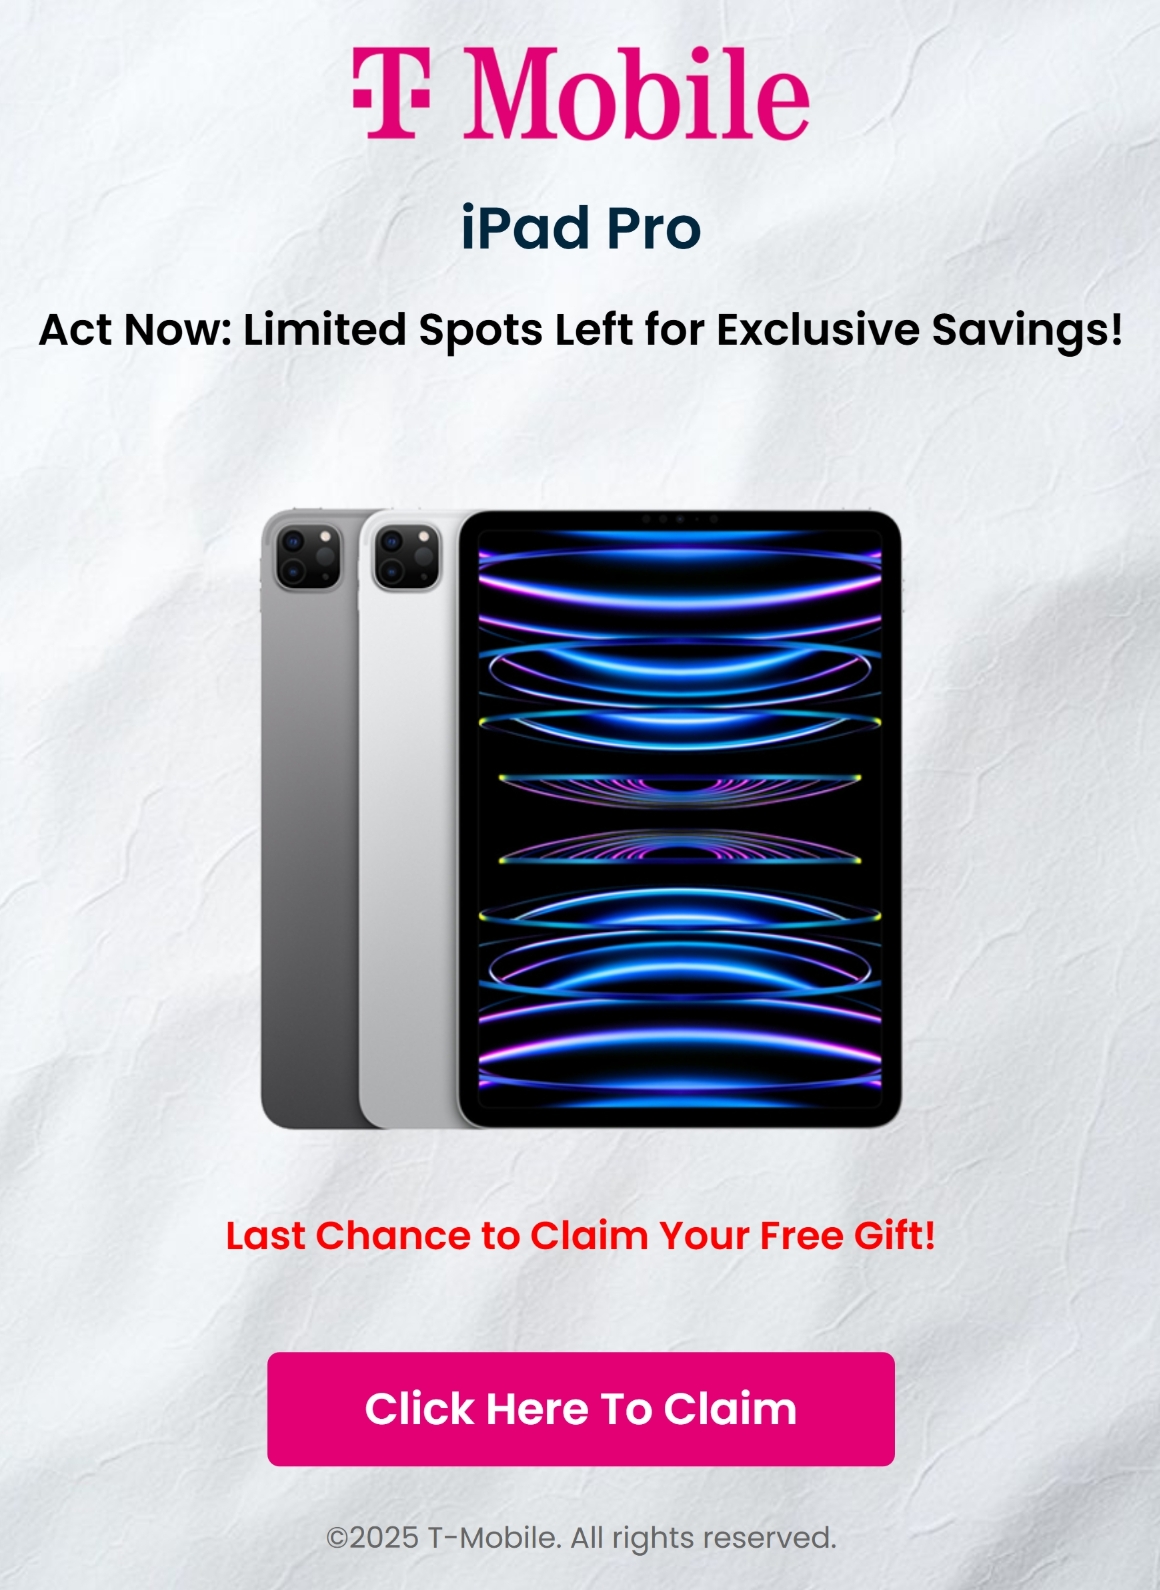 T Mobile
iPad Pro
Act Now: Limited Spots Left for Exclusive Savings!
Last Chance to Claim Your Free Gift!
Click Here To Claim
©2025 T-Mobile. All rights reserved.